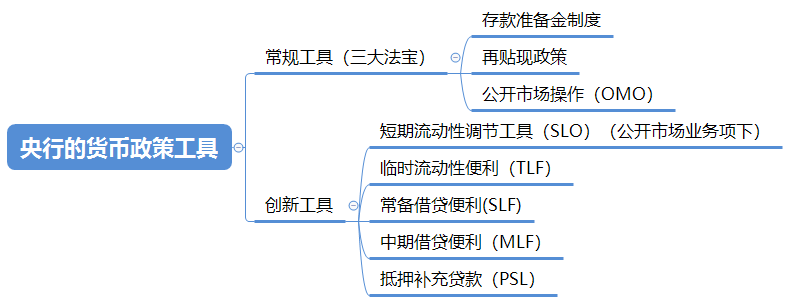 央行的货币政策工具
常规工具（三大法宝）
存款准备金制度
再贴现政策
公开市场操作（OMO）
创新工具
短期流动性调节工具（SLO）（公开市场业务项下）
临时流动性便利（TLF）
常备借贷便利(SLF)
中期借贷便利（MLF）
抵押补充贷款（PSL）